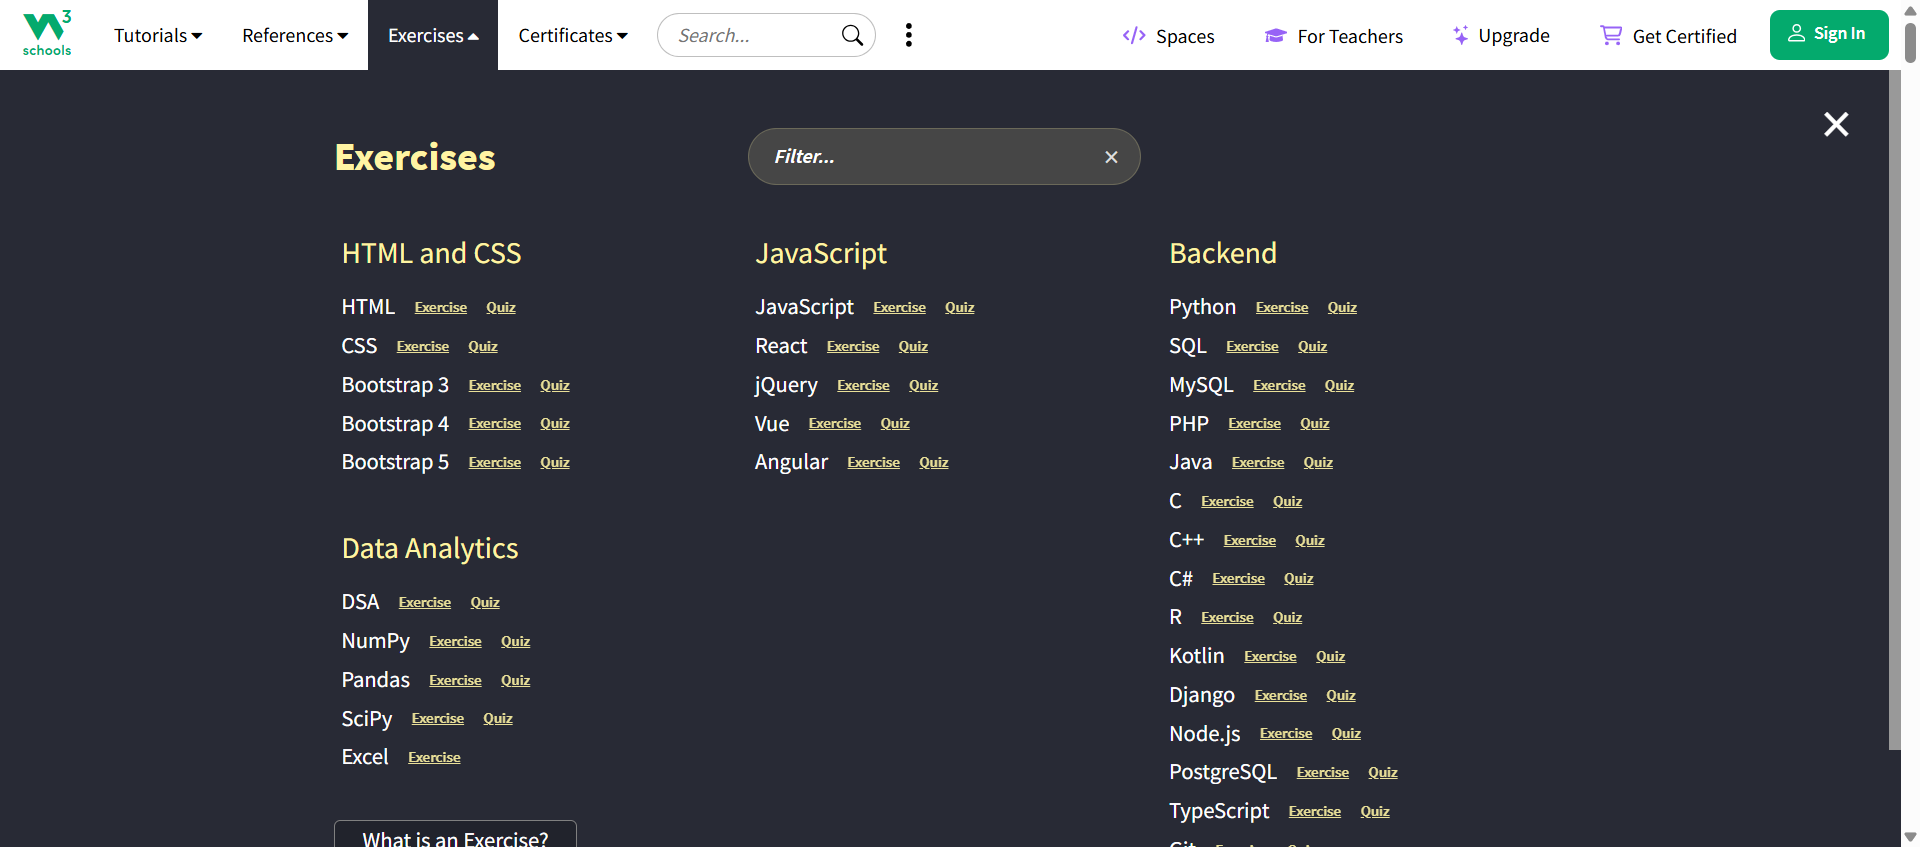 W3 schools
Tutorials References Exercises Certificates Search... Spaces For Teachers Upgrade Get Certified Sign In
Exercises
Filter...
HTML and CSS
HTML Exercise Quiz
CSS Exercise Quiz
Bootstrap 3 Exercise Quiz
Bootstrap 4 Exercise Quiz
Bootstrap 5 Exercise Quiz
Data Analytics
DSA Exercise Quiz
NumPy Exercise Quiz
Pandas Exercise Quiz
SciPy Exercise Quiz
Excel Exercise
What is an Exercise?
JavaScript
JavaScript Exercise Quiz
React Exercise Quiz
jQuery Exercise Quiz
Vue Exercise Quiz
Angular Exercise Quiz
Backend
Python Exercise Quiz
SQL Exercise Quiz
MySQL Exercise Quiz
PHP Exercise Quiz
Java Exercise Quiz
C Exercise Quiz
C++ Exercise Quiz
C# Exercise Quiz
R Exercise Quiz
Kotlin Exercise Quiz
Django Exercise Quiz
Node.js Exercise Quiz
PostgreSQL Exercise Quiz
TypeScript Exercise Quiz